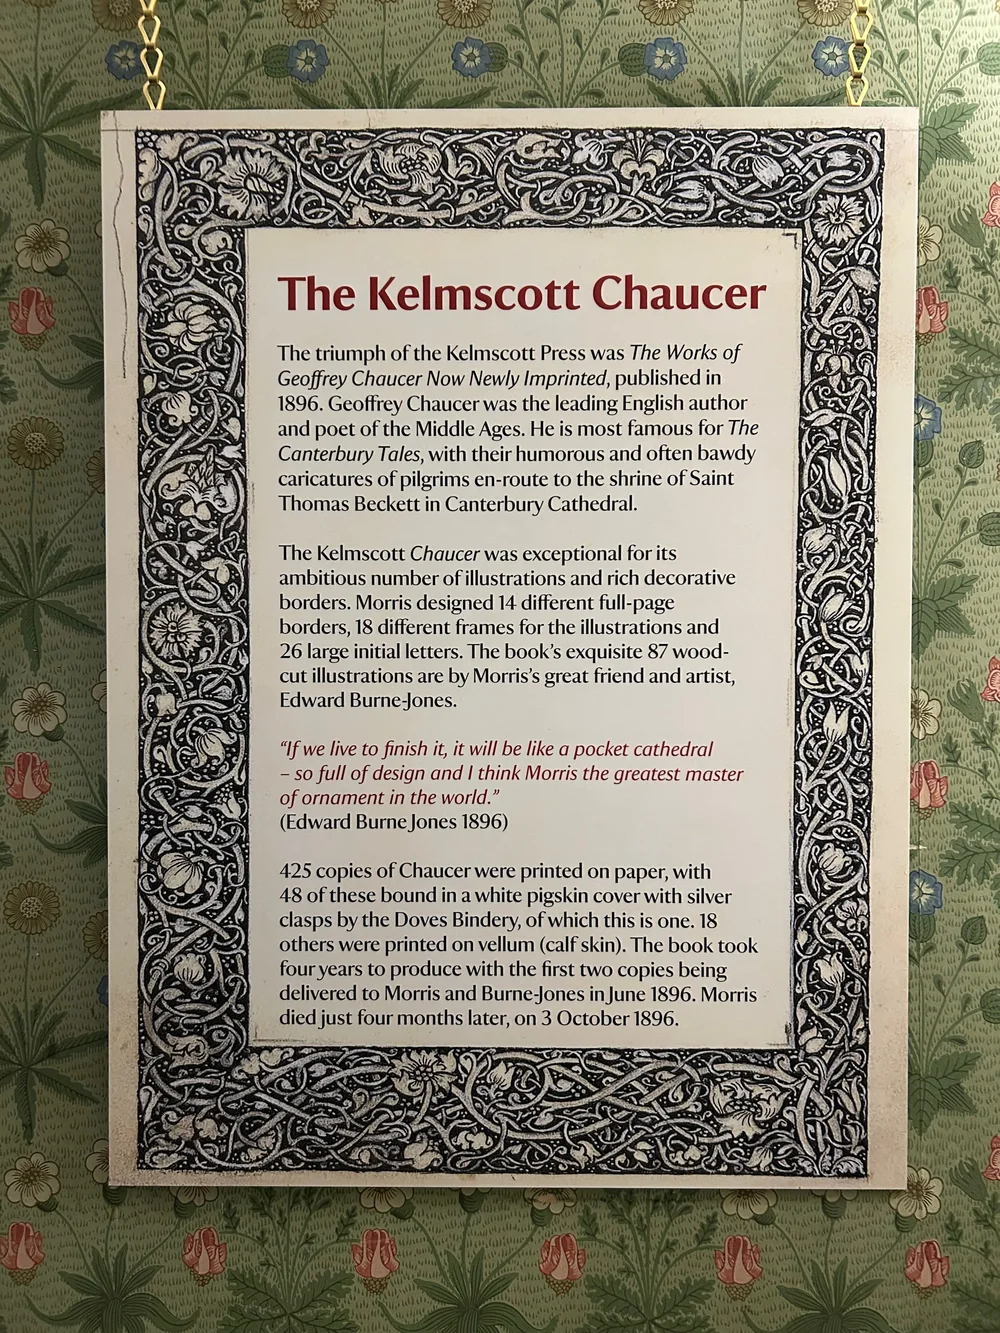 The Kelmscott Chaucer
The triumph of the Kelmscott Press was The Works of
Geoffrey Chaucer Now Newly Imprinted, published in
1896. Geoffrey Chaucer was the leading English author
and poet of the Middle Ages. He is most famous for The
Canterbury Tales, with their humorous and often bawdy
caricatures of pilgrims en-route to the shrine of Saint
Thomas Beckett in Canterbury Cathedral.
The Kelmscott Chaucer was exceptional for its
ambitious number of illustrations and rich decorative
borders. Morris designed 14 different full-page
borders, 18 different frames for the illustrations and
26 large initial letters. The book's exquisite 87 wood-
cut illustrations are by Morris's great friend and artist,
Edward Burne-Jones.
“If we live to finish it, it will be like a pocket cathedral
– so full of design and I think Morris the greatest master
of ornament in the world.”
(Edward Burne Jones 1896)
425 copies of Chaucer were printed on paper, with
48 of these bound in a white pigskin cover with silver
clasps by the Doves Bindery, of which this is one. 18
others were printed on vellum (calf skin). The book took
four years to produce with the first two copies being
delivered to Morris and Burne-Jones in June 1896. Morris
died just four months later, on 3 October 1896.